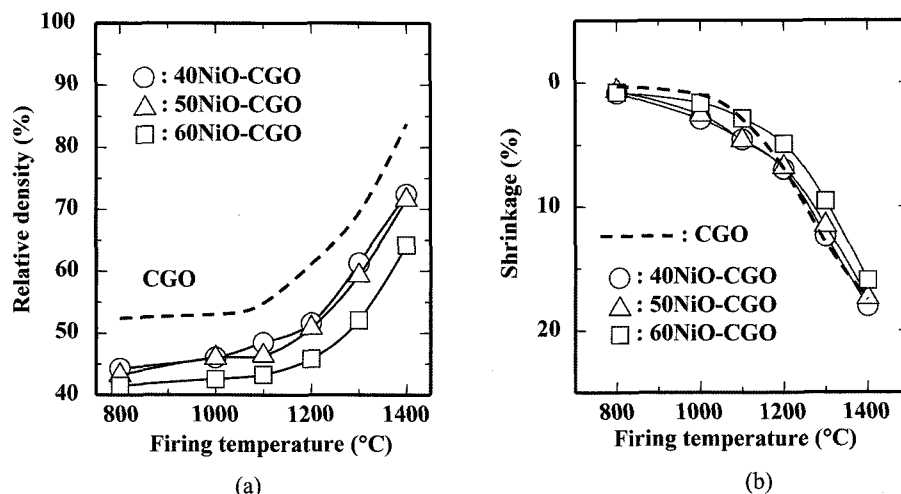 100
90
80
70
60
50
40
Relative density (%)
○ : 40NiO-CGO
△ : 50NiO-CGO
□ : 60NiO-CGO
CGO
800 1000 1200 1400
Firing temperature (°C)
(a)
0
10
20
Shrinkage (%)
: CGO
○ : 40NiO-CGO
△ : 50NiO-CGO
□ : 60NiO-CGO
800 1000 1200 1400
Firing temperature (°C)
(b)